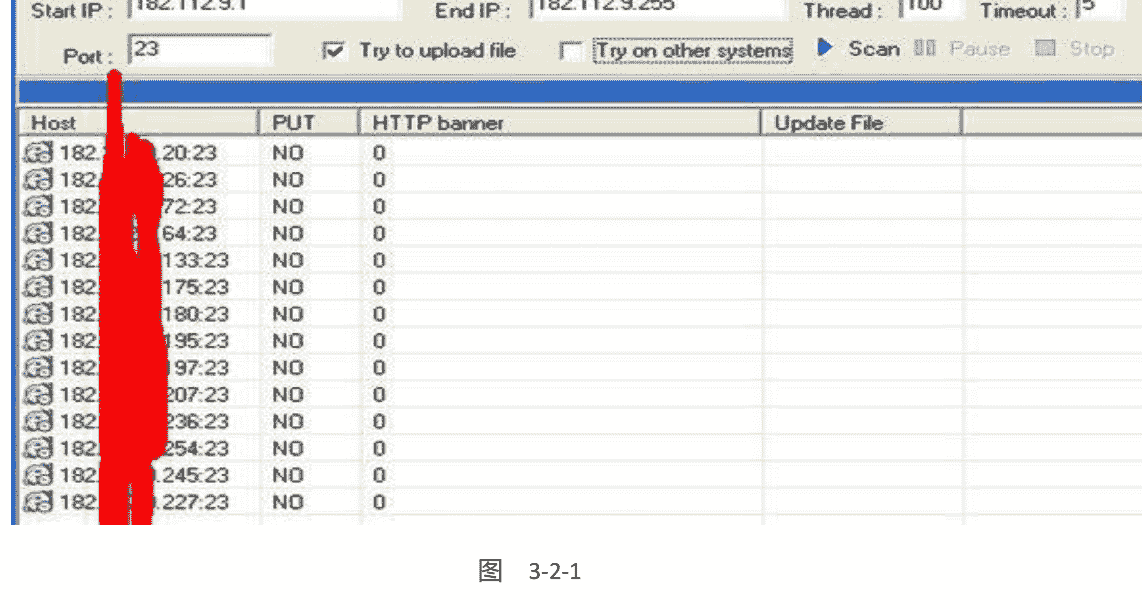 Start IP : 182.112.9.1 End IP : 182.112.9.255 Thread : 100 Timeout : 5
Port : 23 Try to upload file Try on other systems Scan Pause Stop
Host PUT HTTP banner Update File
182. .20:23 NO 0
182. 26:23 NO 0
182. 72:23 NO 0
182. 64:23 NO 0
182. 133:23 NO 0
182. 175:23 NO 0
182. 180:23 NO 0
182. 195:23 NO 0
182. 197:23 NO 0
182. 207:23 NO 0
182. 236:23 NO 0
182. 254:23 NO 0
182. .245:23 NO 0
182. .227:23 NO 0
图 3-2-1